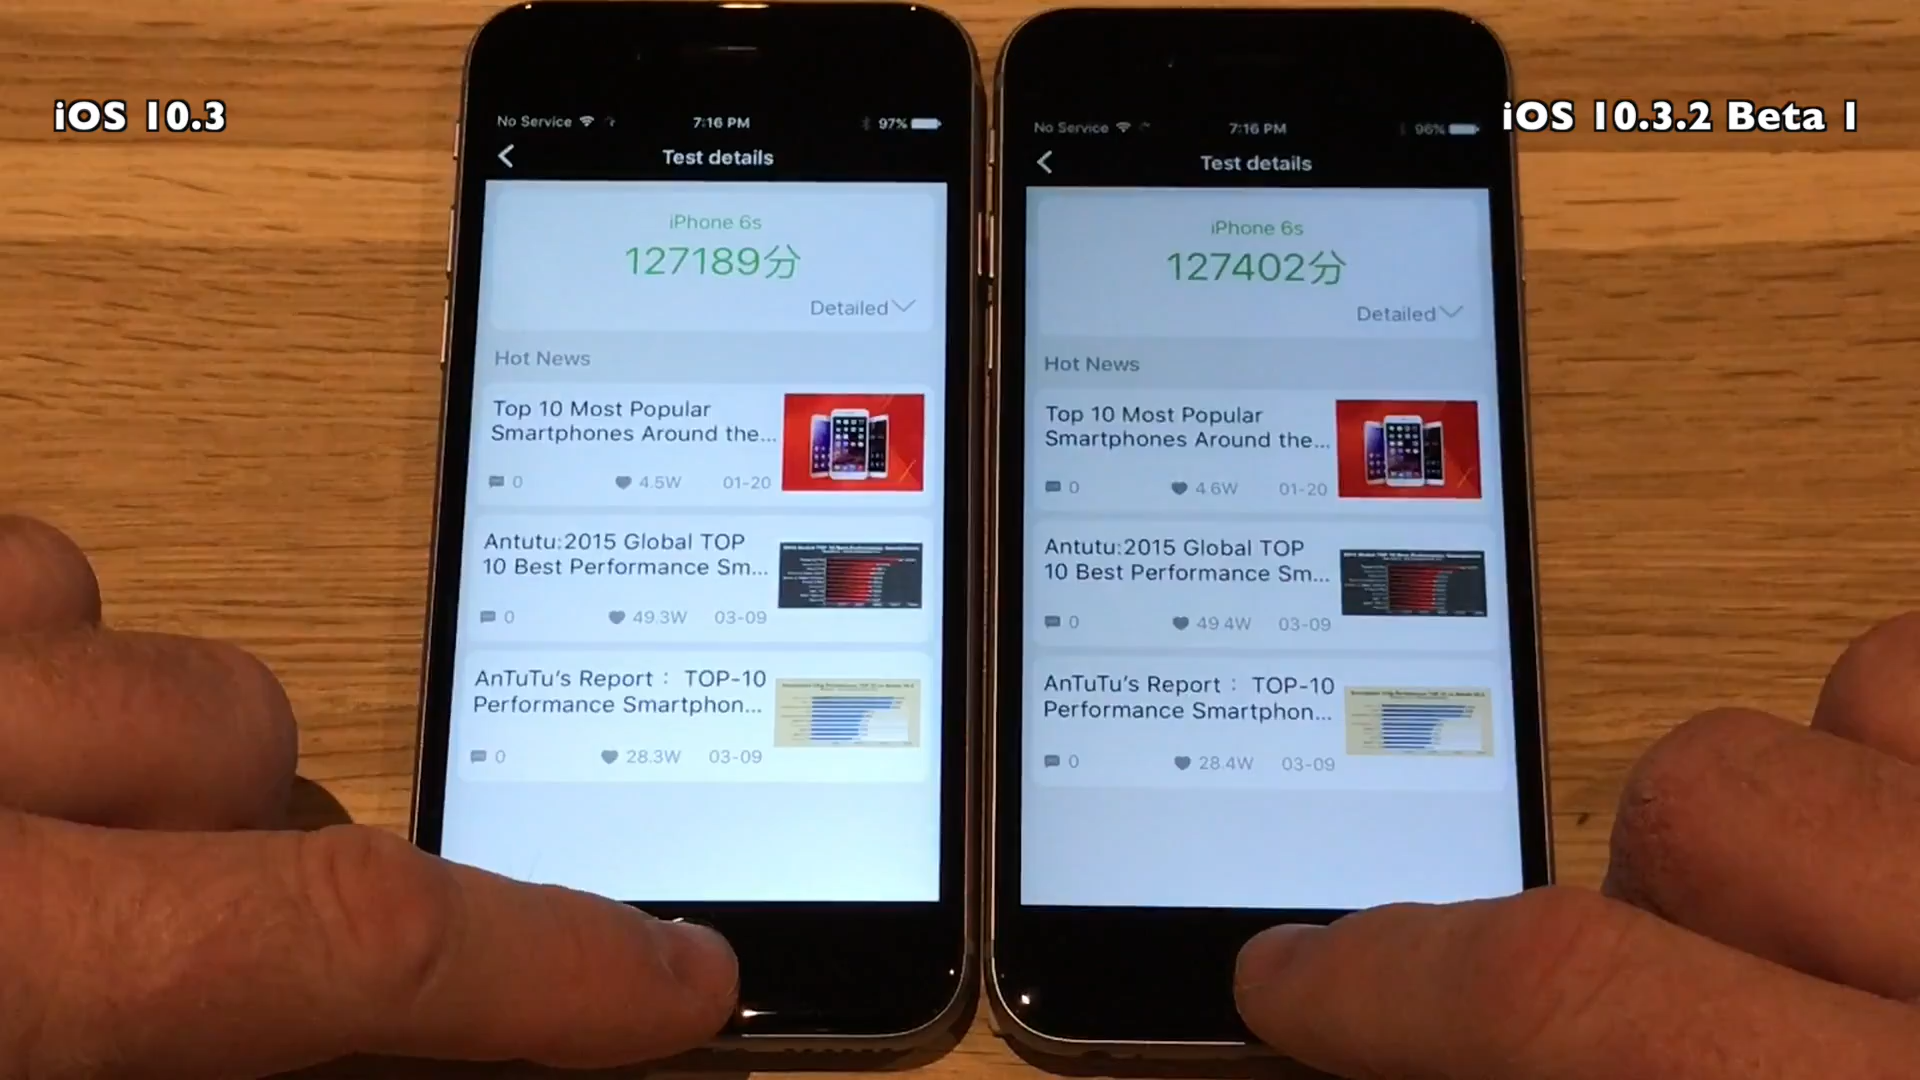 iOS 10.3
iOS 10.3.2 Beta 1
No Service 7:16 PM 97%
Test details
iPhone 6s
127189分
Detailed
Hot News
Top 10 Most Popular
Smartphones Around the...
0 4.5W 01-20
Antutu:2015 Global TOP
10 Best Performance Sm...
0 49.3W 03-09
AnTuTu's Report： TOP-10
Performance Smartphon...
0 28.3W 03-09
No Service 7:16 PM 96%
Test details
iPhone 6s
127402分
Detailed
Hot News
Top 10 Most Popular
Smartphones Around the...
0 4.6W 01-20
Antutu:2015 Global TOP
10 Best Performance Sm...
0 49.4W 03-09
AnTuTu's Report： TOP-10
Performance Smartphon...
0 28.4W 03-09